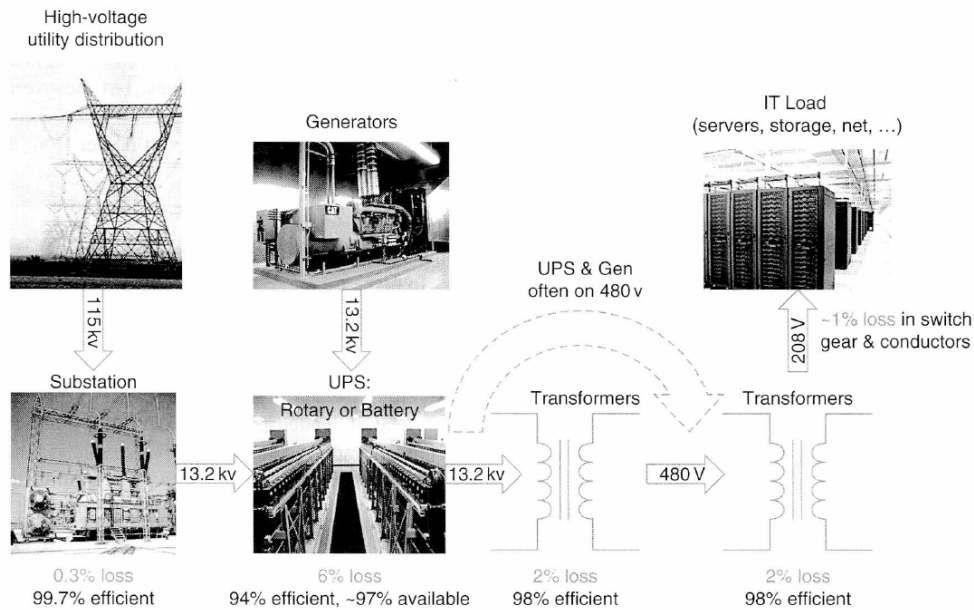 High-voltage
utility distribution
Generators
IT Load
(servers, storage, net, …)
UPS & Gen
often on 480 v
115 kv
13.2 kv
208 V
~1% loss in switch
gear & conductors
Substation
UPS:
Rotary or Battery
Transformers
Transformers
13.2 kv
13.2 kv
480 V
0.3% loss
99.7% efficient
6% loss
94% efficient, ~97% available
2% loss
98% efficient
2% loss
98% efficient